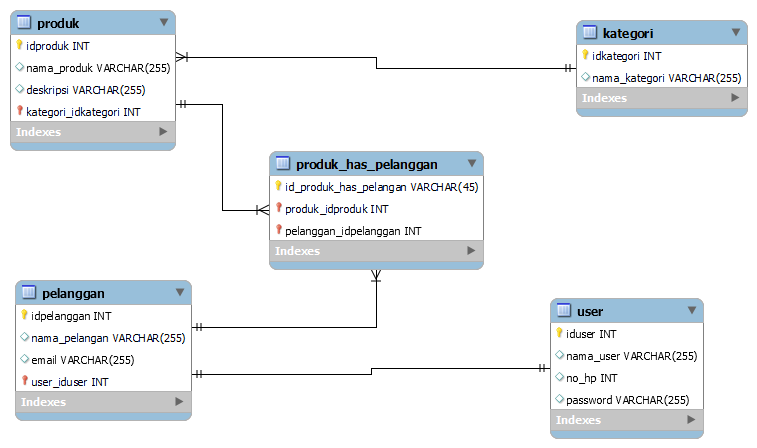 produk
idproduk INT
nama_produk VARCHAR(255)
deskripsi VARCHAR(255)
kategori_idkategori INT
Indexes
kategori
idkategori INT
nama_kategori VARCHAR(255)
Indexes
produk_has_pelanggan
id_produk_has_pelangan VARCHAR(45)
produk_idproduk INT
pelanggan_idpelanggan INT
Indexes
pelanggan
idpelanggan INT
nama_pelangan VARCHAR(255)
email VARCHAR(255)
user_iduser INT
Indexes
user
iduser INT
nama_user VARCHAR(255)
no_hp INT
password VARCHAR(255)
Indexes